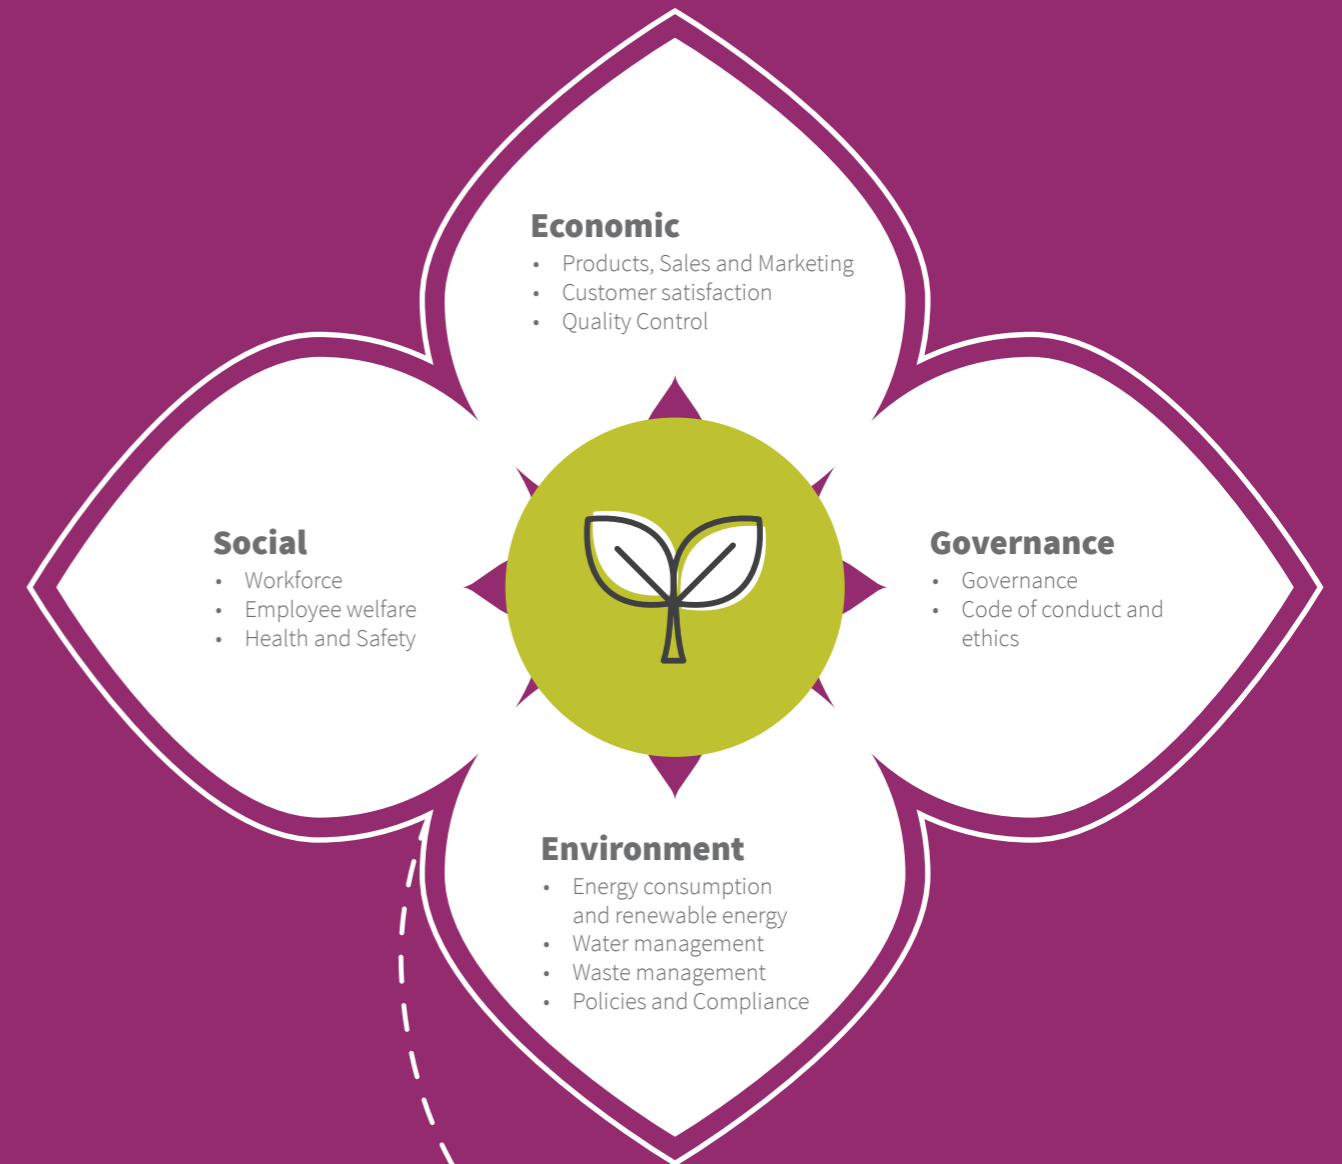 Economic
• Products, Sales and Marketing
• Customer satisfaction
• Quality Control
Social
• Workforce
• Employee welfare
• Health and Safety
Governance
• Governance
• Code of conduct and
ethics
Environment
• Energy consumption
and renewable energy
• Water management
• Waste management
• Policies and Compliance